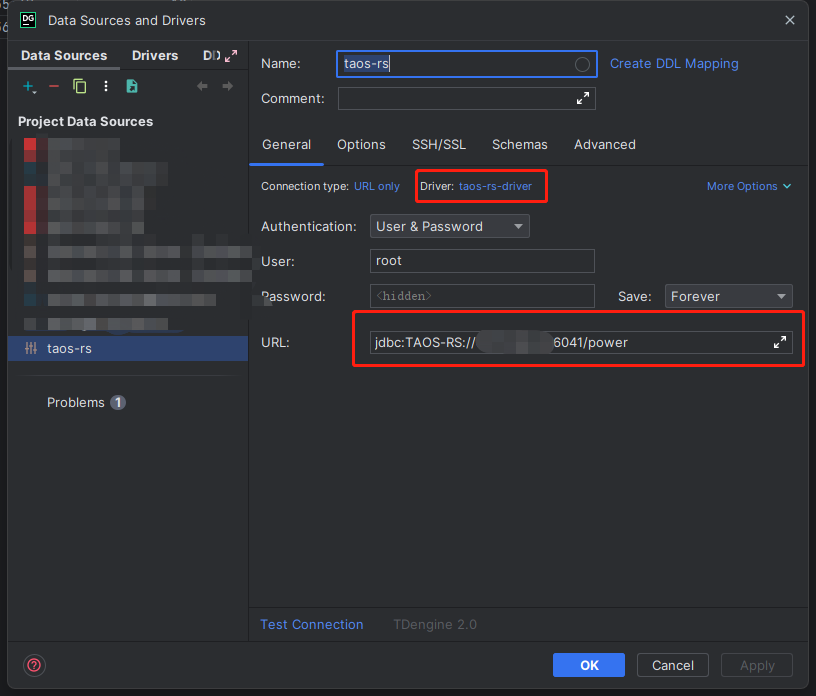 DG Data Sources and Drivers
Data Sources Drivers
Project Data Sources
taos-rs
Problems 1
Name: taos-rs Create DDL Mapping
Comment:
General Options SSH/SSL Schemas Advanced
Connection type: URL only Driver: taos-rs-driver More Options
Authentication: User & Password
User: root
Password: <hidden> Save: Forever
URL: jdbc:TAOS-RS:// 6041/power
Test Connection TDengine 2.0
? OK Cancel Apply